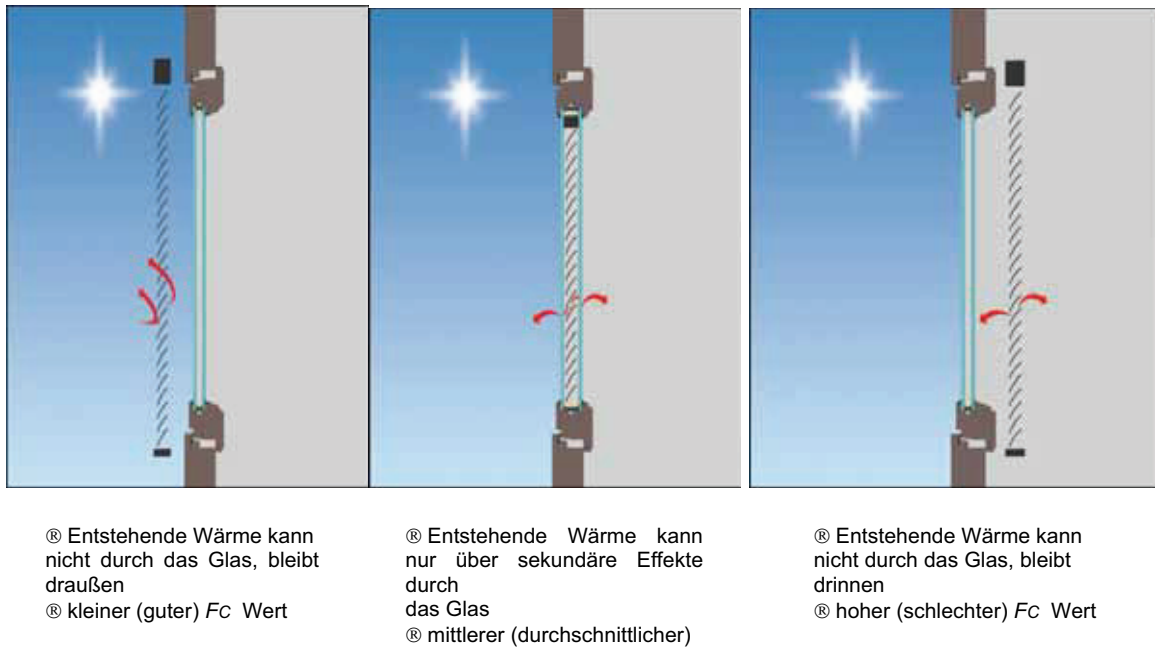 ® Entstehende Wärme kann
nicht durch das Glas, bleibt
draußen
® kleiner (guter) FC Wert
® Entstehende Wärme kann
nur über sekundäre Effekte
durch
das Glas
® mittlerer (durchschnittlicher)
® Entstehende Wärme kann
nicht durch das Glas, bleibt
drinnen
® hoher (schlechter) FC Wert